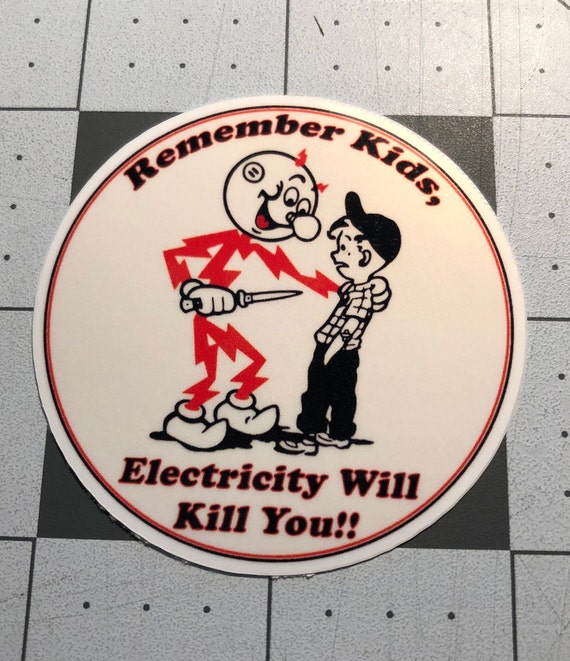 Remember Kids,
Electricity Will
Kill You!!